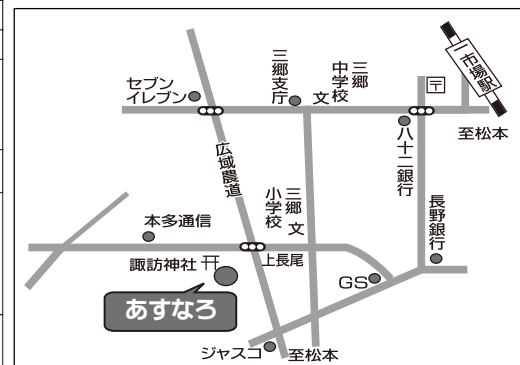 一市場駅
三郷支庁
三郷
中学校
文
セブン
イレブン
〒
至松本
八十二銀行
広域農道
三郷
小学校
文
長野銀行
本多通信
上長尾
諏訪神社
GS
あすなろ
ジャスコ
至松本